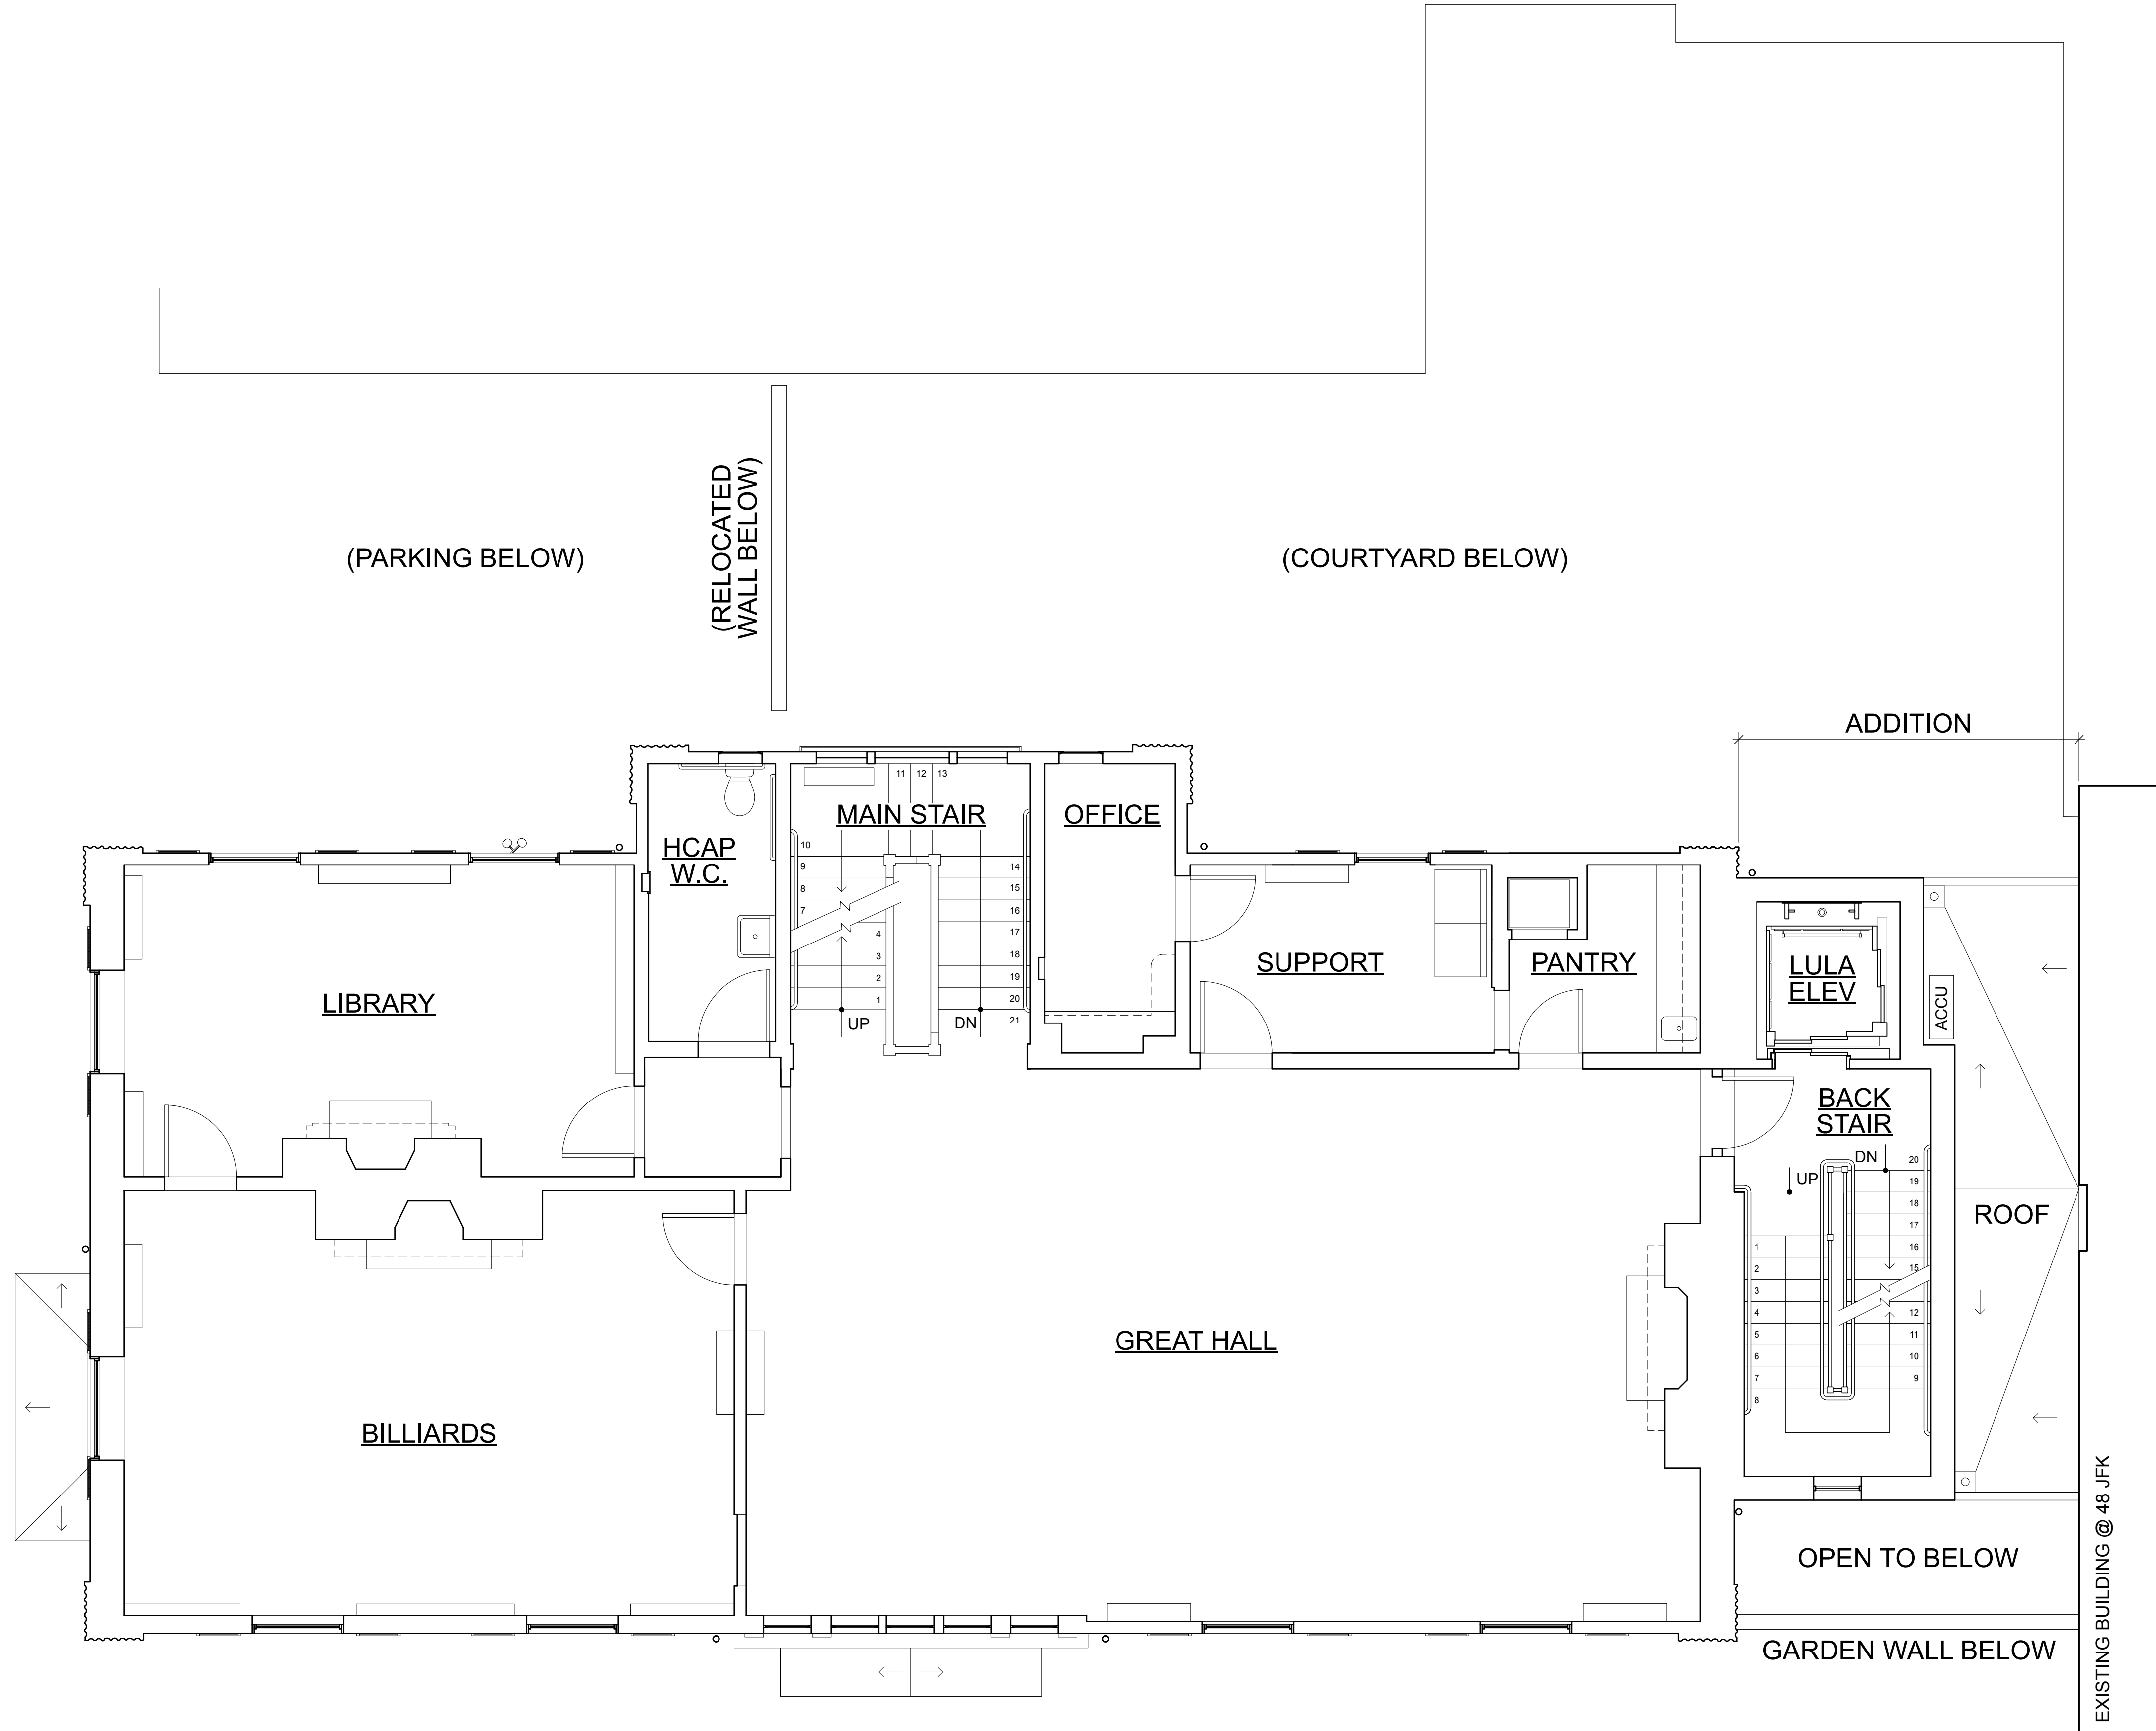 (RELOCATED
WALL BELOW)
(PARKING BELOW)
(COURTYARD BELOW)
ADDITION
11 12 13
MAIN STAIR
OFFICE
HCAP
W.C.
10
9
8
7
4
3
2
1
14
15
16
17
18
19
20
21
UP
DN
SUPPORT
PANTRY
LULA
ELEV
ACCU
LIBRARY
BACK
STAIR
DN
UP
20
19
18
17
16
15
12
11
10
9
1
2
3
4
5
6
7
8
ROOF
GREAT HALL
BILLIARDS
OPEN TO BELOW
GARDEN WALL BELOW
EXISTING BUILDING @ 48 JFK